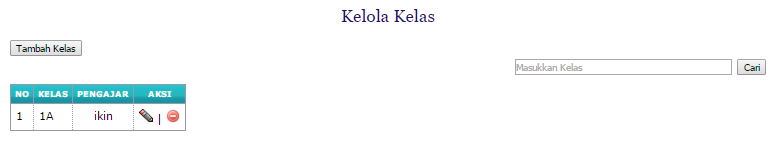 Kelola Kelas
Tambah Kelas
Masukkan Kelas Cari
NO KELAS PENGAJAR AKSI
1 1A ikin |